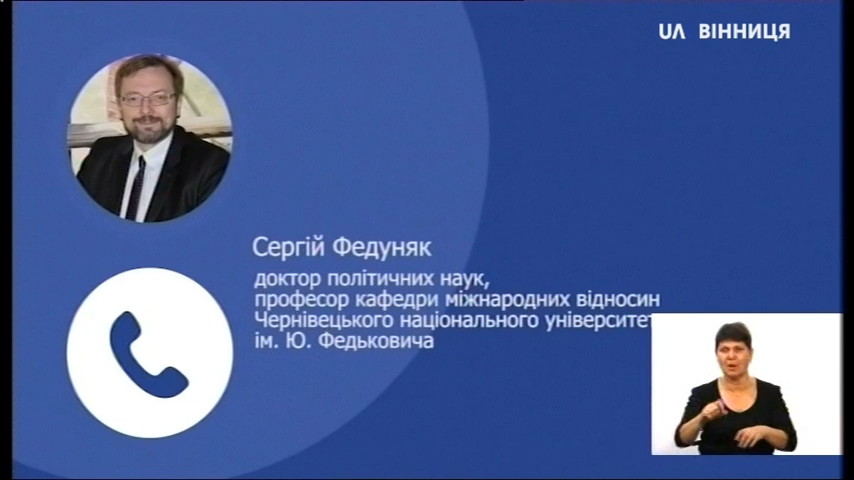 UA ВІННИЦЯ
Сергій Федуняк
доктор політичних наук,
професор кафедри міжнародних відносин
Чернівецького національного університет
ім. Ю. Федьковича